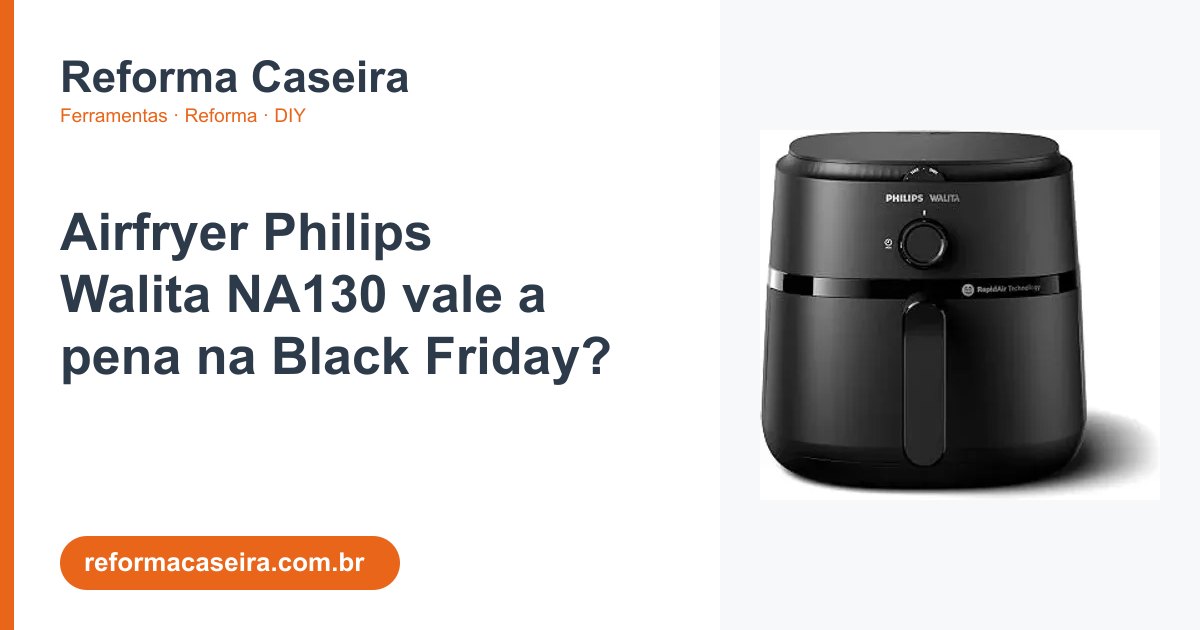 Reforma Caseira
Ferramentas · Reforma · DIY
Airfryer Philips
Walita NA130 vale a
pena na Black Friday?
reformacaseira.com.br
PHILIPS WALITA
RapidAir Technology